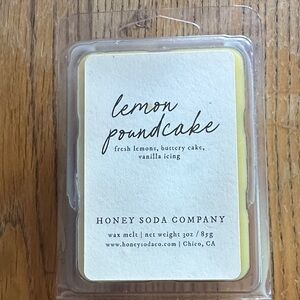 lemon
poundcake
fresh lemons, buttery cake,
vanilla icing
HONEY SODA COMPANY
wax melt | net weight 3oz / 85g
www.honeysodaco.com | Chico, CA